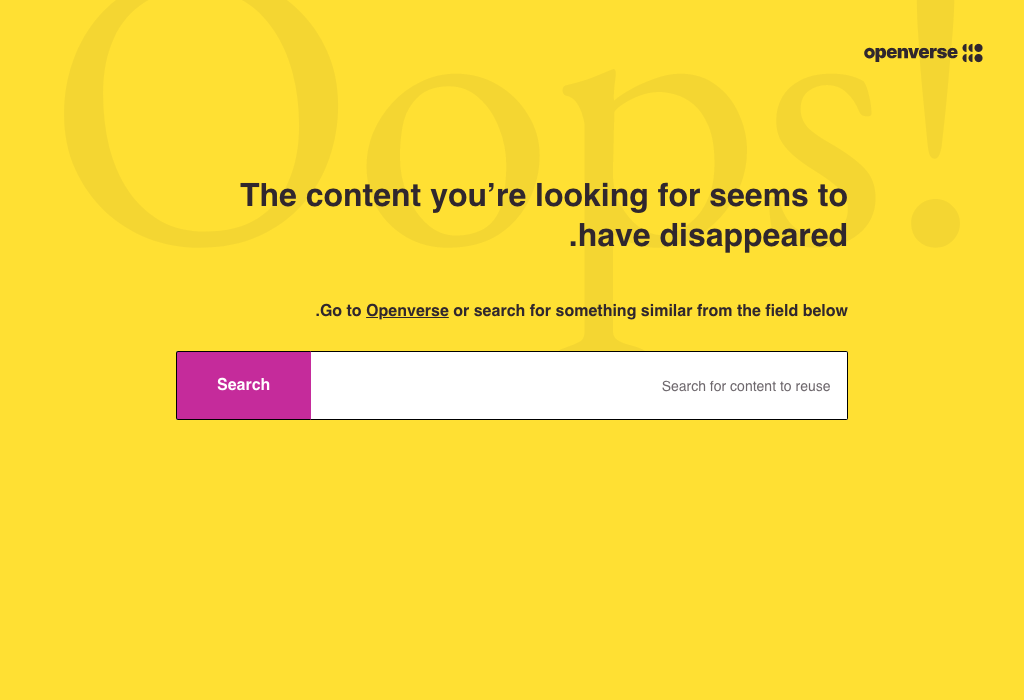 openverse
Oops!
The content you’re looking for seems to
.have disappeared
.Go to Openverse or search for something similar from the field below
Search for content to reuse
Search